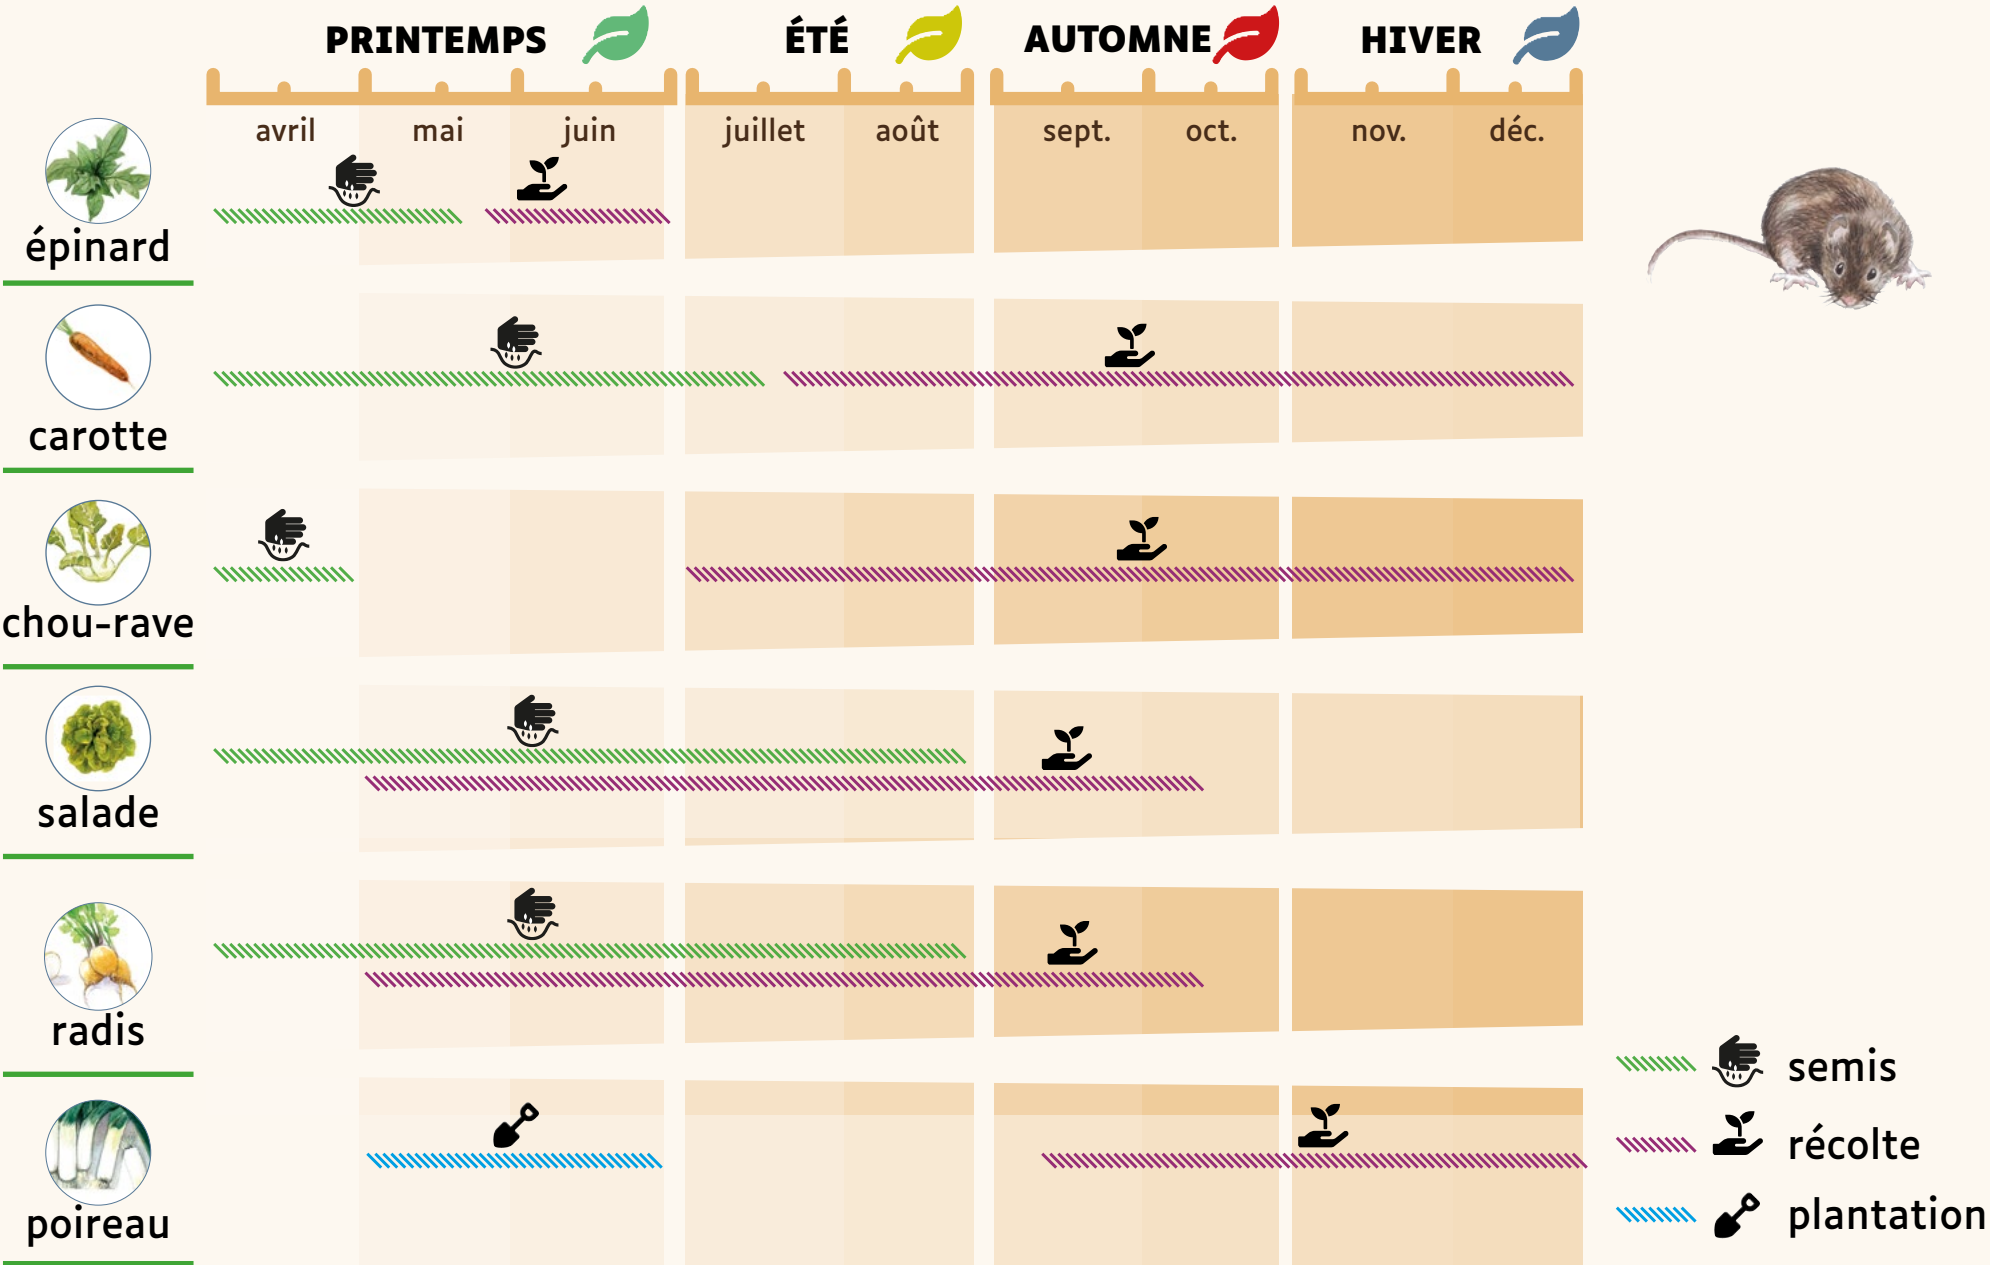 PRINTEMPS ÉTÉ AUTOMNE HIVER
avril mai juin juillet août sept. oct. nov. déc.
épinard
carotte
chou-rave
salade
radis
poireau
semis
récolte
plantation